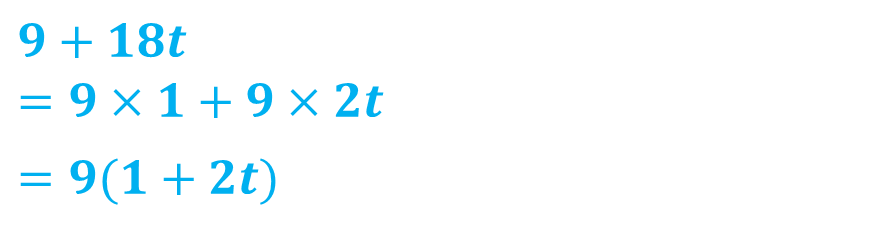 9 + 18t
= 9 × 1 + 9 × 2t
= 9(1 + 2t)